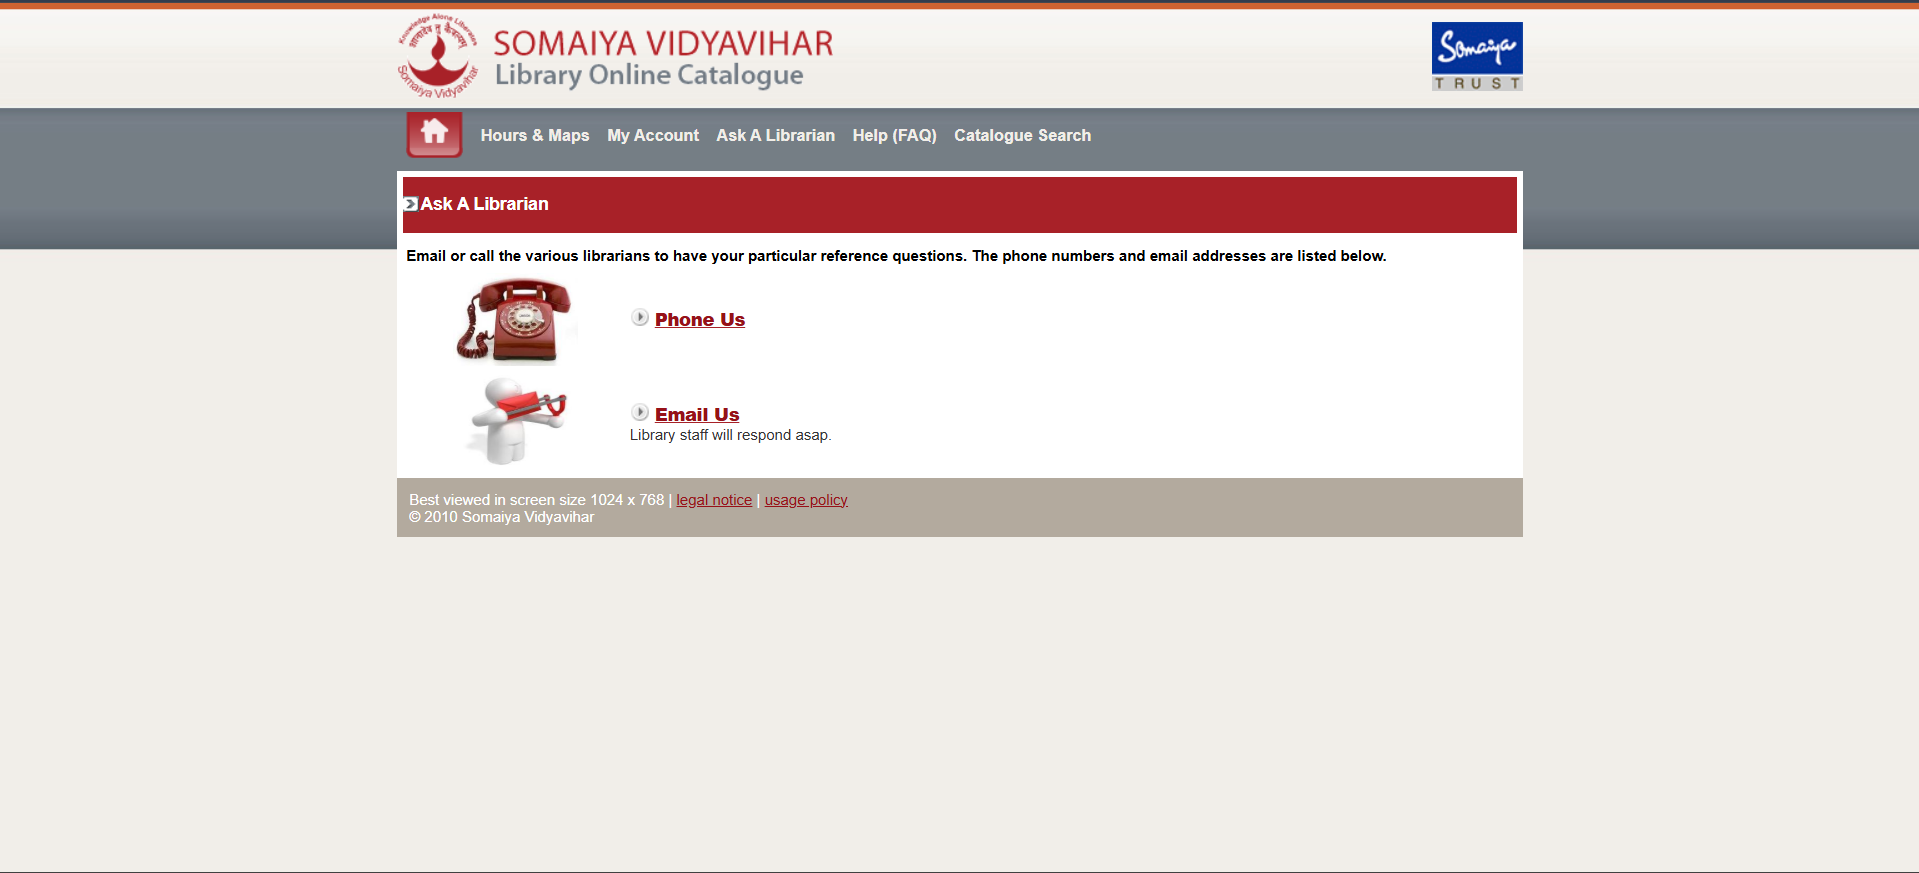 Knowledge Alone Liberates
ज्ञानादेव तु कैवल्यम्
Somaiya Vidyavihar
SOMAIYA VIDYAVIHAR
Library Online Catalogue
Somaiya
TRUST
Hours & Maps My Account Ask A Librarian Help (FAQ) Catalogue Search
Ask A Librarian
Email or call the various librarians to have your particular reference questions. The phone numbers and email addresses are listed below.
Phone Us
Email Us
Library staff will respond asap.
Best viewed in screen size 1024 x 768 | legal notice | usage policy
© 2010 Somaiya Vidyavihar